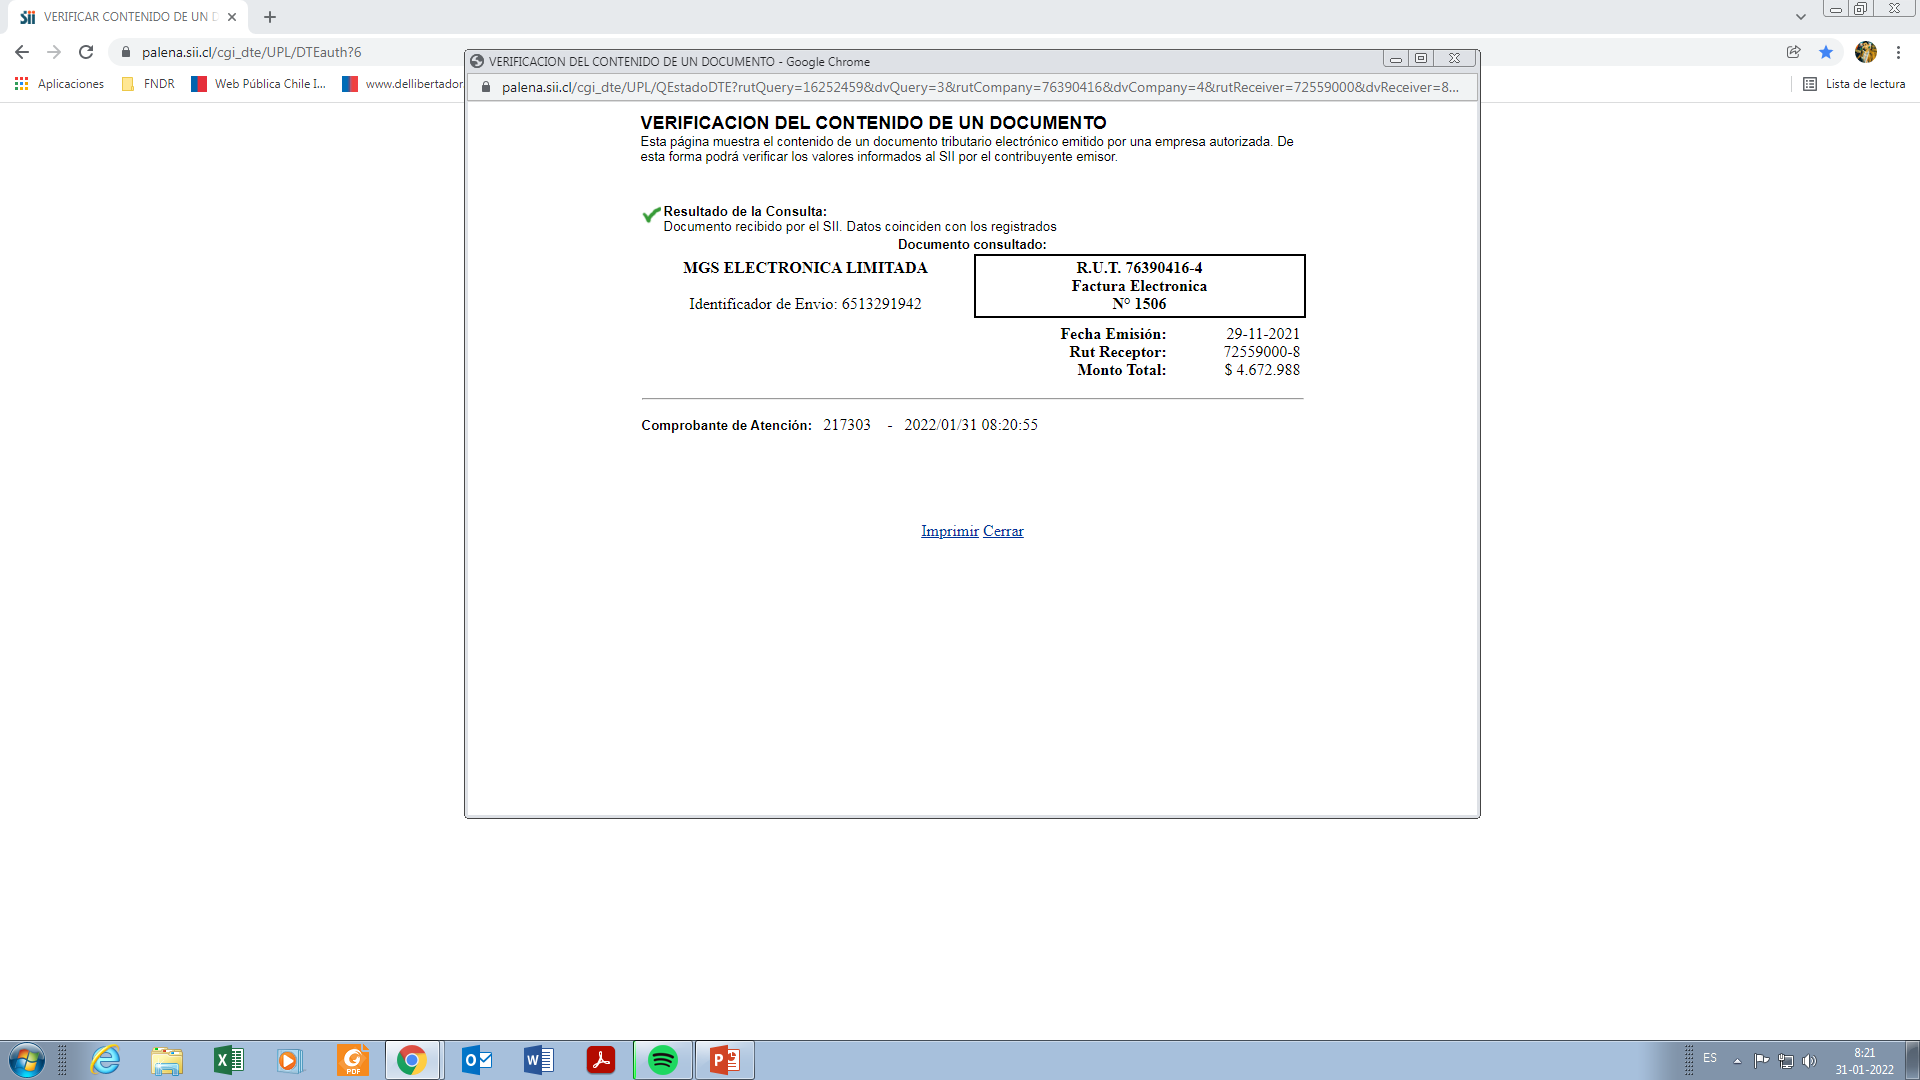 VERIFICAR CONTENIDO DE UN D
palena.sii.cl/cgi_dte/UPL/DTEauth?6
Aplicaciones
FNDR
Web Pública Chile I...
www.dellibertador
Lista de lectura
VERIFICACION DEL CONTENIDO DE UN DOCUMENTO - Google Chrome
palena.sii.cl/cgi_dte/UPL/QEstadoDTE?rutQuery=16252459&dvQuery=3&rutCompany=76390416&dvCompany=4&rutReceiver=72559000&dvReceiver=8...
VERIFICACION DEL CONTENIDO DE UN DOCUMENTO
Esta página muestra el contenido de un documento tributario electrónico emitido por una empresa autorizada. De
esta forma podrá verificar los valores informados al SII por el contribuyente emisor.
Resultado de la Consulta:
Documento recibido por el SII. Datos coinciden con los registrados
Documento consultado:
MGS ELECTRONICA LIMITADA
Identificador de Envio: 6513291942
R.U.T. 76390416-4
Factura Electronica
N° 1506
Fecha Emisión: 29-11-2021
Rut Receptor: 72559000-8
Monto Total: $ 4.672.988
Comprobante de Atención: 217303 - 2022/01/31 08:20:55
Imprimir Cerrar
ES
8:21
31-01-2022